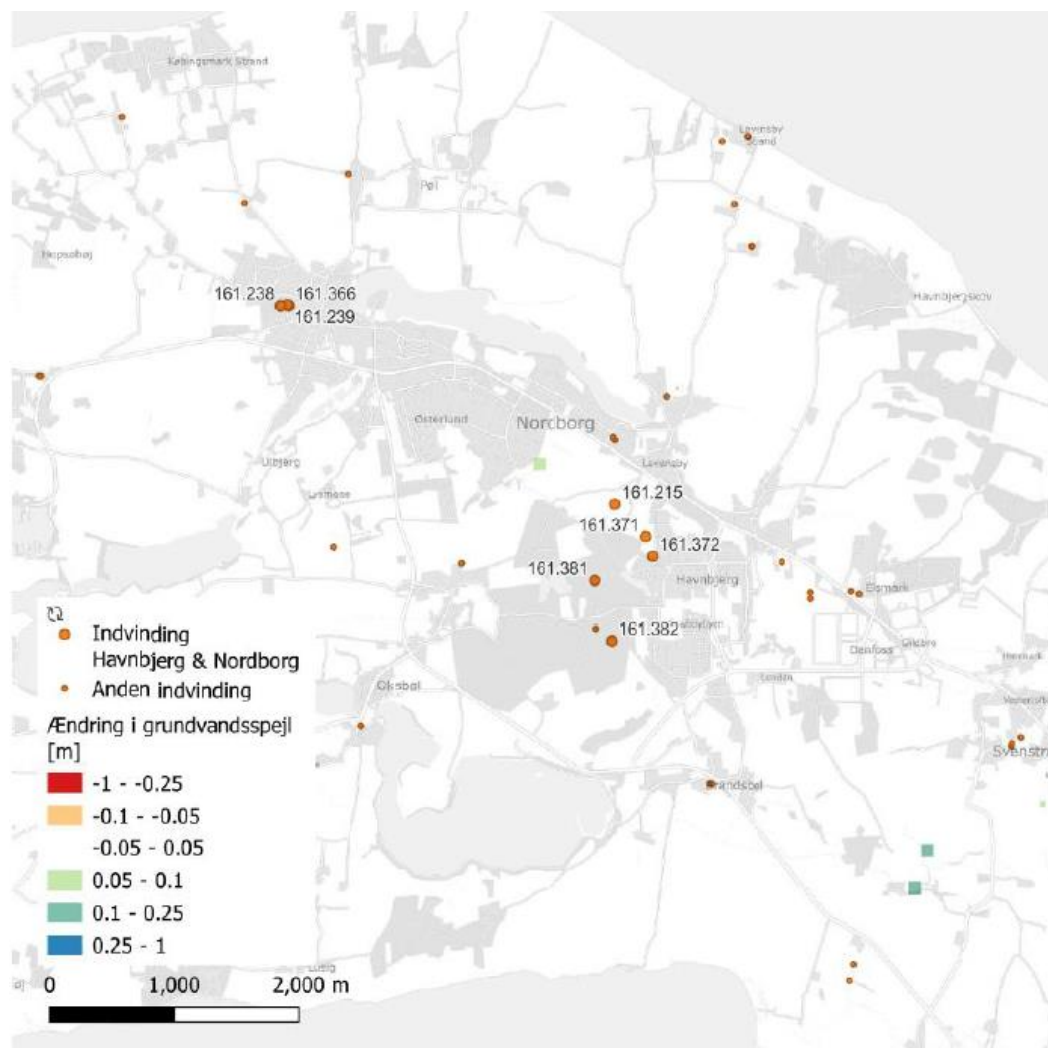 Købingsmark Strand
Lavensby
Strand
Pøl
Havnbjergskov
161.238
161.366
161.239
Østerlund
Nordborg
Lavensby
161.215
161.371
161.372
161.381
Havnbjerg
Elsmark
161.382
Danfoss
Oksbøl
Svenstr
Brandsbøl
Indvinding
Havnbjerg & Nordborg
Anden indvinding
Ændring i grundvandsspejl
[m]
-1 - -0.25
-0.1 - -0.05
-0.05 - 0.05
0.05 - 0.1
0.1 - 0.25
0.25 - 1
0 1,000 2,000 m